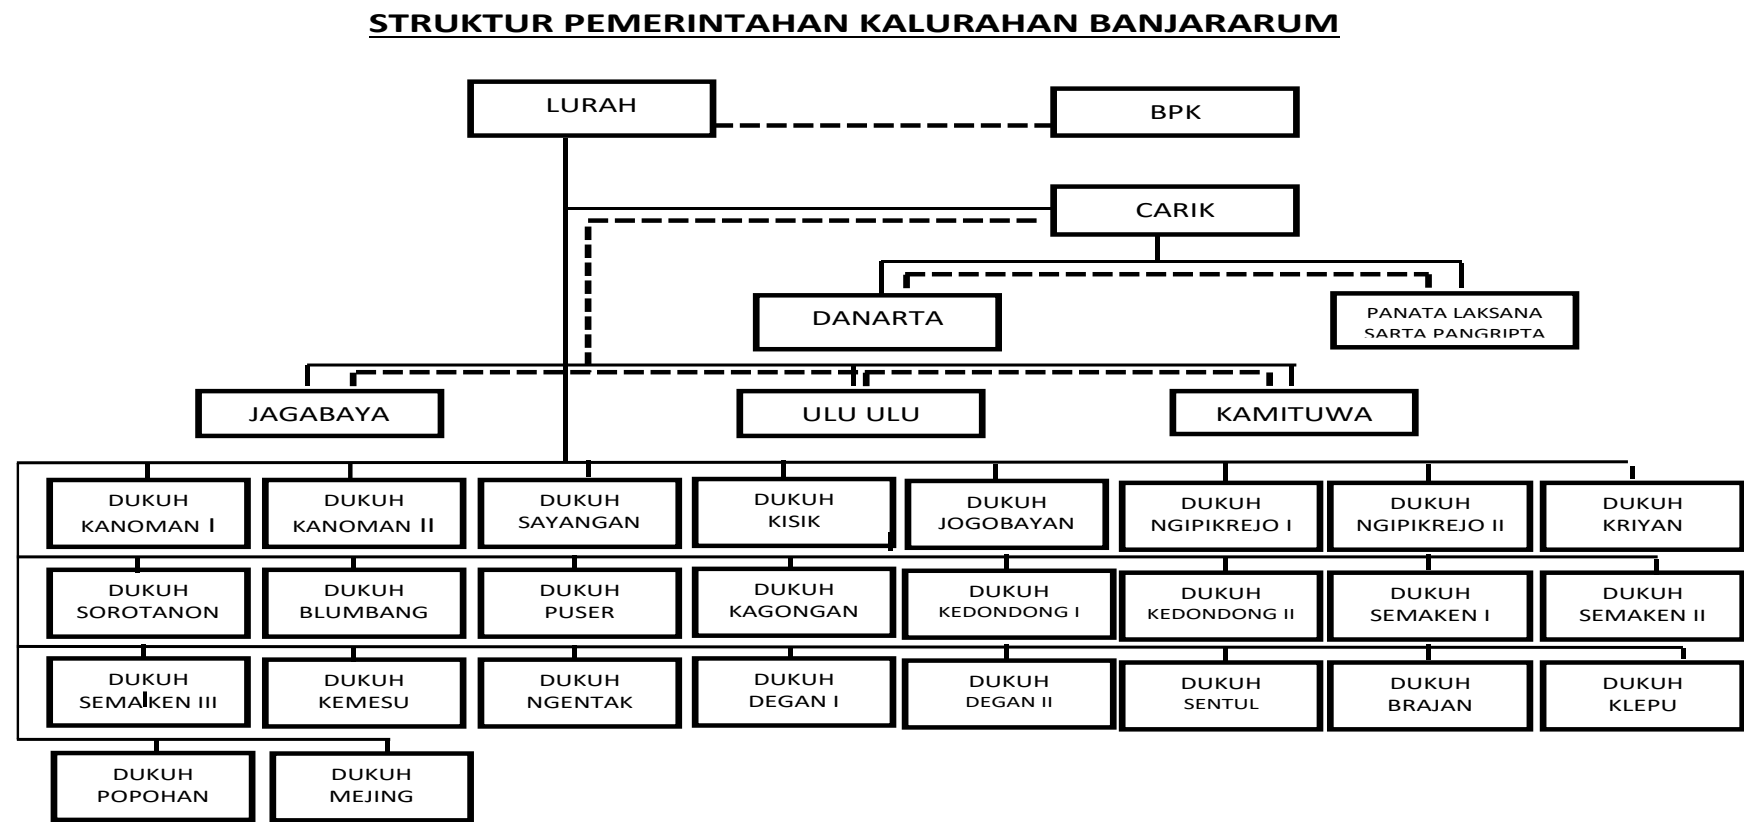 STRUKTUR PEMERINTAHAN KALURAHAN BANJARARUM
LURAH
BPK
CARIK
DANARTA
PANATA LAKSANA
SARTA PANGRIPTA
JAGABAYA
ULU ULU
KAMITUWA
DUKUH
KANOMAN I
DUKUH
KANOMAN II
DUKUH
SAYANGAN
DUKUH
KISIK
DUKUH
JOGOBAYAN
DUKUH
NGIPIKREJO I
DUKUH
NGIPIKREJO II
DUKUH
KRIYAN
DUKUH
SOROTANON
DUKUH
BLUMBANG
DUKUH
PUSER
DUKUH
KAGONGAN
DUKUH
KEDONDONG I
DUKUH
KEDONDONG II
DUKUH
SEMAKEN I
DUKUH
SEMAKEN II
DUKUH
SEMAKEN III
DUKUH
KEMESU
DUKUH
NGENTAK
DUKUH
DEGAN I
DUKUH
DEGAN II
DUKUH
SENTUL
DUKUH
BRAJAN
DUKUH
KLEPU
DUKUH
POPOHAN
DUKUH
MEJING